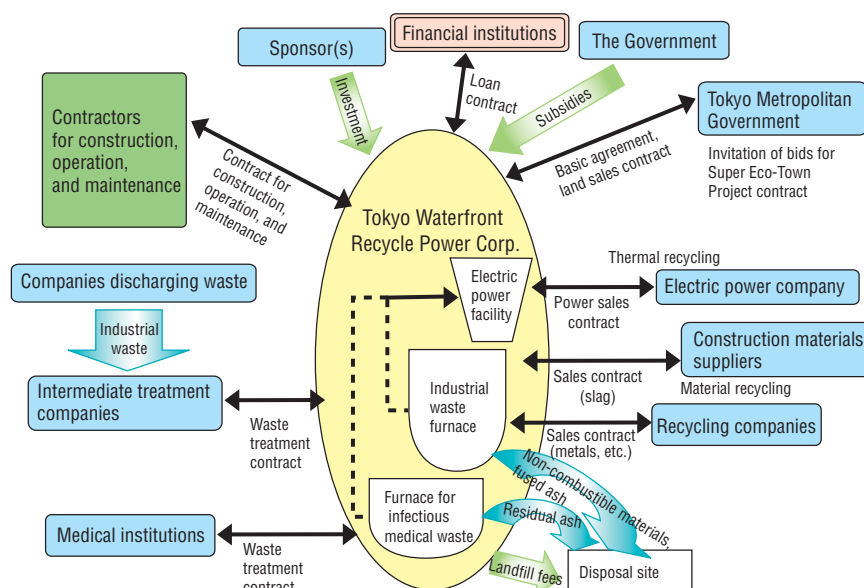 Sponsor(s)
Financial institutions
The Government
Investment
Loan
contract
Subsidies
Contractors
for construction,
operation,
and maintenance
Contract for
construction,
operation, and
maintenance
Basic agreement,
land sales contract
Tokyo Metropolitan
Government
Invitation of bids for
Super Eco-Town
Project contract
Tokyo Waterfront
Recycle Power Corp.
Companies discharging waste
Industrial
waste
Intermediate treatment
companies
Waste
treatment
contract
Medical institutions
Waste
treatment
contract
Electric
power
facility
Industrial
waste
furnace
Furnace for
infectious
medical waste
Thermal recycling
Power sales
contract
Electric power company
Construction materials
suppliers
Sales contract
(slag)
Material recycling
Recycling companies
Sales contract
(metals, etc.)
Non-combustible materials,
fused ash
Residual ash
Landfill fees
Disposal site